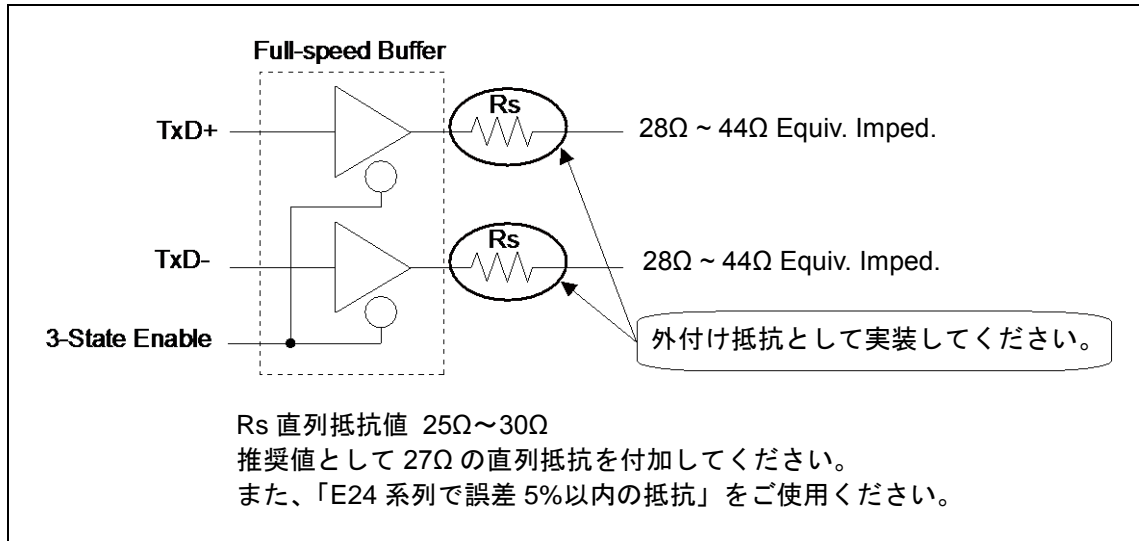 Full-speed Buffer
Rs
TxD+
28Ω ~ 44Ω Equiv. Imped.
Rs
TxD-
28Ω ~ 44Ω Equiv. Imped.
3-State Enable
外付け抵抗として実装してください。
Rs 直列抵抗値 25Ω～30Ω
推奨値として 27Ω の直列抵抗を付加してください。
また、「E24 系列で誤差 5%以内の抵抗」をご使用ください。